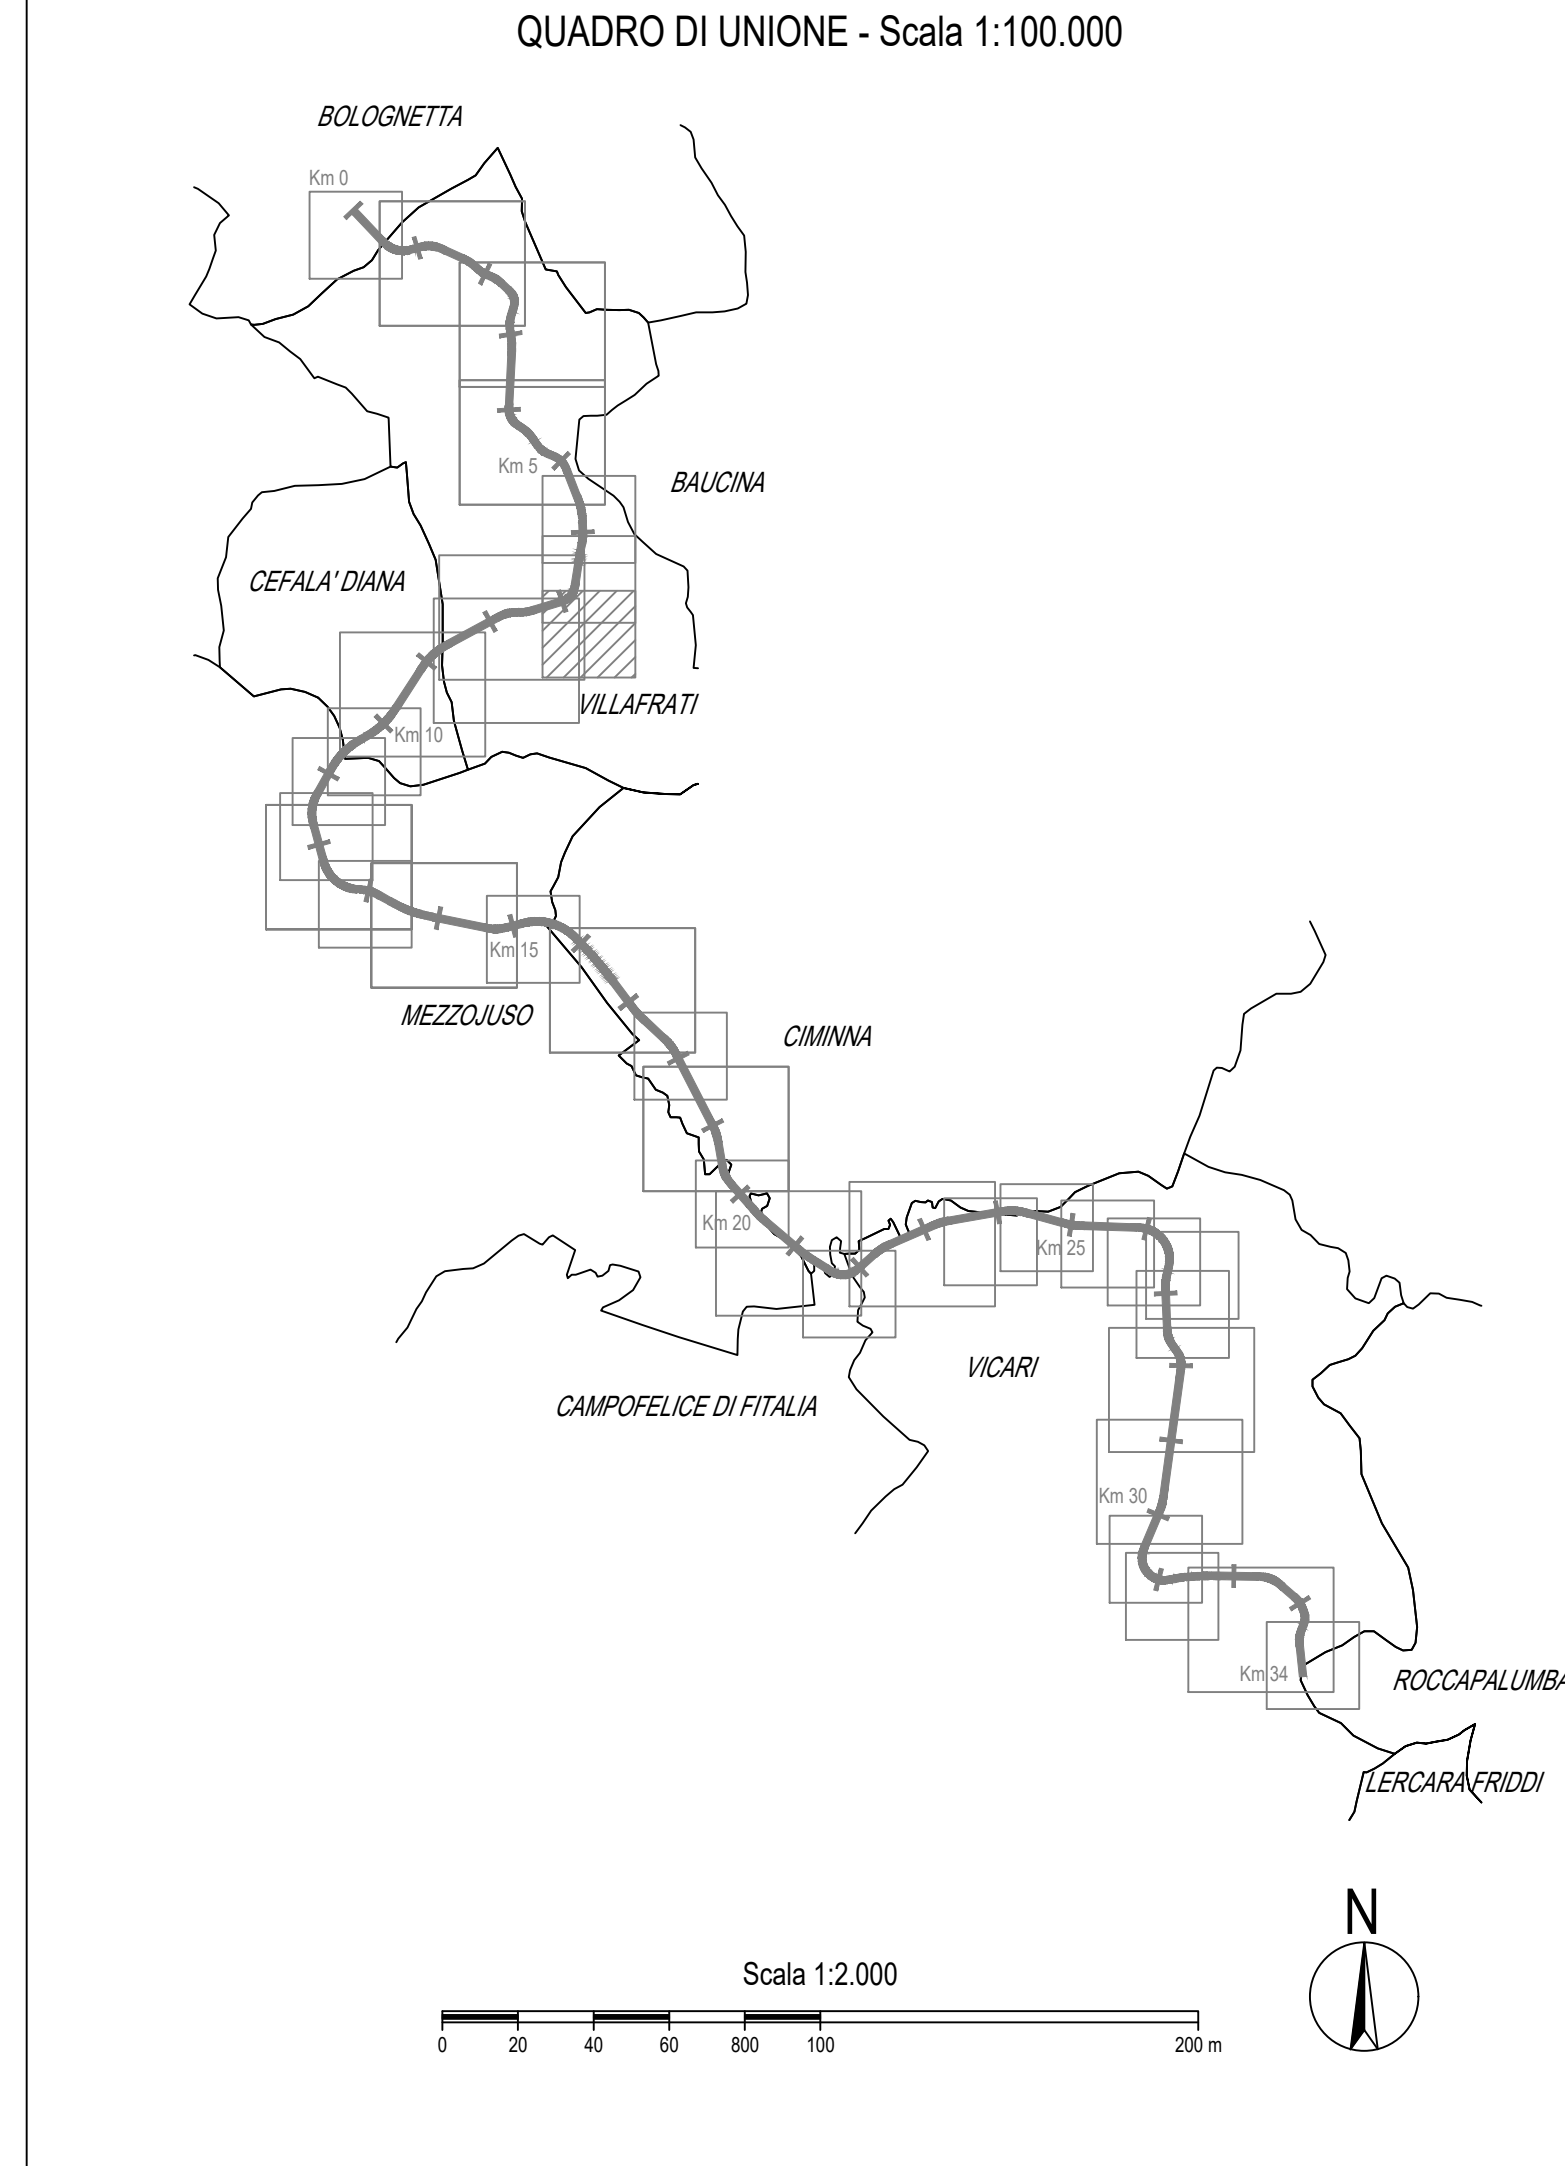 QUADRO DI UNIONE - Scala 1:100.000
BOLOGNETTA
Km 0
Km 5
BAUCINA
CEFALA' DIANA
VILLAFRATI
Km 10
Km 15
MEZZOJUSO
CIMINNA
Km 20
Km 25
VICARI
CAMPOFELICE DI FITALIA
Km 30
Km 34
ROCCAPALUMBA
LERCARA FRIDDI
N
Scala 1:2.000
0 20 40 60 800 100 200 m